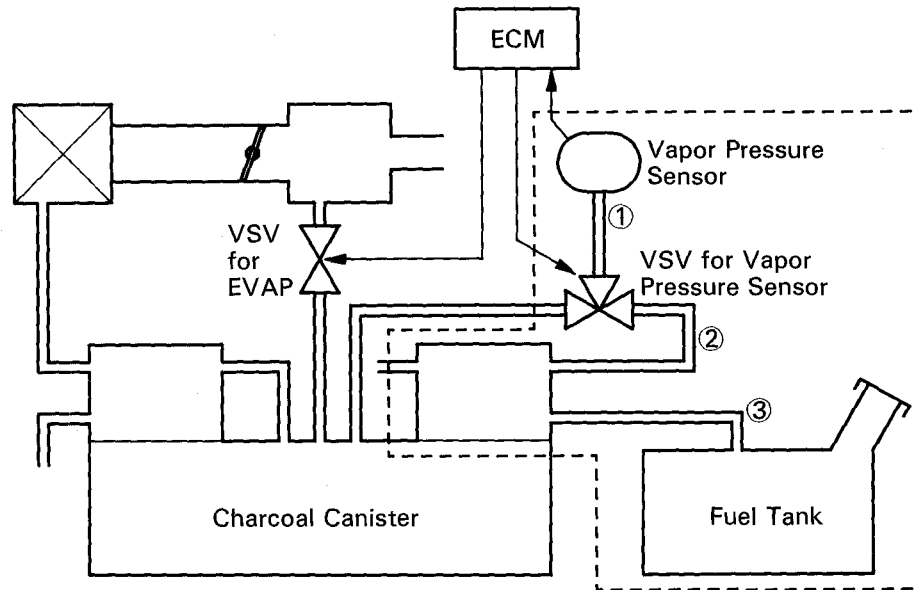 ECM
Vapor Pressure
Sensor
①
VSV
for
EVAP
VSV for Vapor
Pressure Sensor
②
③
Charcoal Canister
Fuel Tank